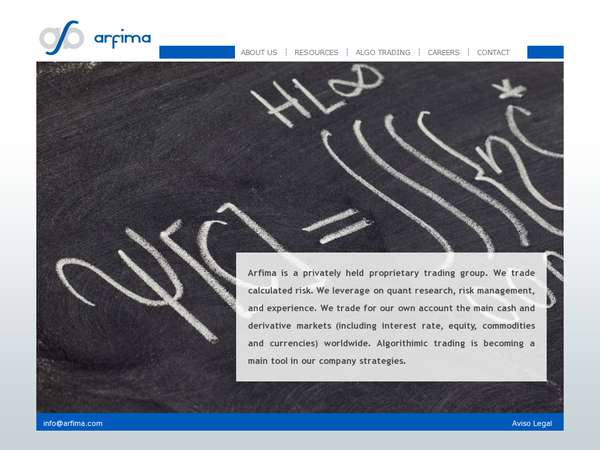 arfima
ABOUT US | RESOURCES | ALGO TRADING | CAREERS | CONTACT
HL∞
Arfima is a privately held proprietary trading group. We trade
calculated risk. We leverage on quant research, risk management,
and experience. We trade for our own account the main cash and
derivative markets (including interest rate, equity, commodities
and currencies) worldwide. Algorithimic trading is becoming a
main tool in our company strategies.
info@arfima.com
Aviso Legal